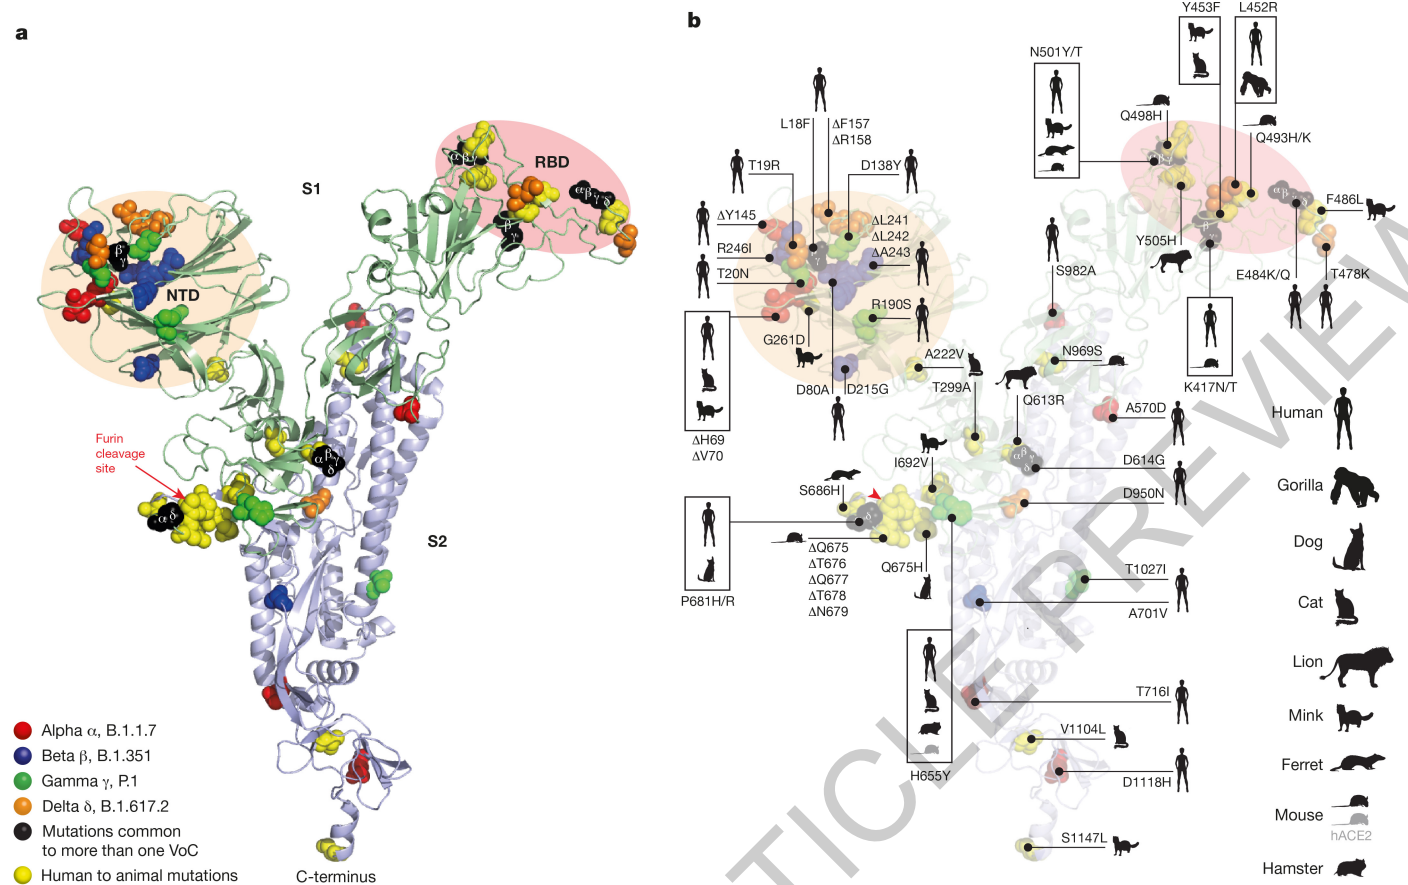 a
S1
RBD
α β γ
α β γ δ
β γ
NTD
β γ
Furin
cleavage
site
α β γ
δ
α δ
S2
Alpha α, B.1.1.7
Beta β, B.1.351
Gamma γ, P.1
Delta δ, B.1.617.2
Mutations common
to more than one VoC
Human to animal mutations
C-terminus
b
Y453F
L452R
N501Y/T
Q498H
Q493H/K
L18F
ΔF157
ΔR158
T19R
D138Y
ΔY145
ΔL241
ΔL242
ΔA243
R246I
T20N
R190S
G261D
D80A
D215G
ΔH69
ΔV70
F486L
Y505H
E484K/Q
T478K
S982A
K417N/T
A222V
T299A
N969S
Q613R
A570D
I692V
D614G
S686H
D950N
ΔQ675
ΔT676
ΔQ677
ΔT678
ΔN679
Q675H
P681H/R
T1027I
A701V
H655Y
T716I
V1104L
D1118H
S1147L
α β γ
α β γ δ
β γ
γ
α β γ
δ
α δ
Human
Gorilla
Dog
Cat
Lion
Mink
Ferret
Mouse
hACE2
Hamster
TICLE PREVIEW